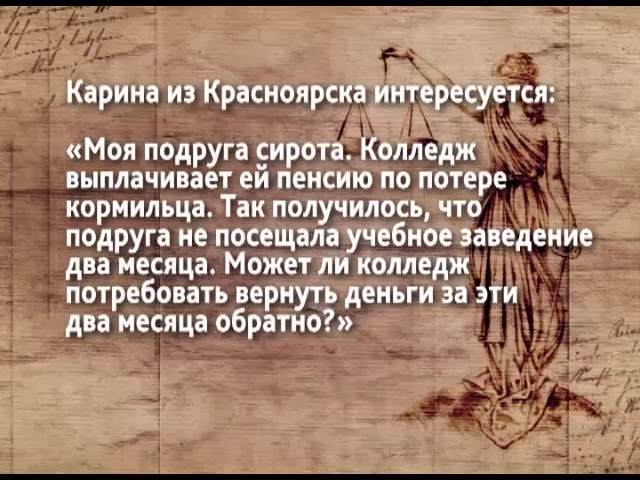 Карина из Красноярска интересуется:
«Моя подруга сирота. Колледж
выплачивает ей пенсию по потере
кормильца. Так получилось, что
подруга не посещала учебное заведение
два месяца. Может ли колледж
потребовать вернуть деньги за эти
два месяца обратно?»